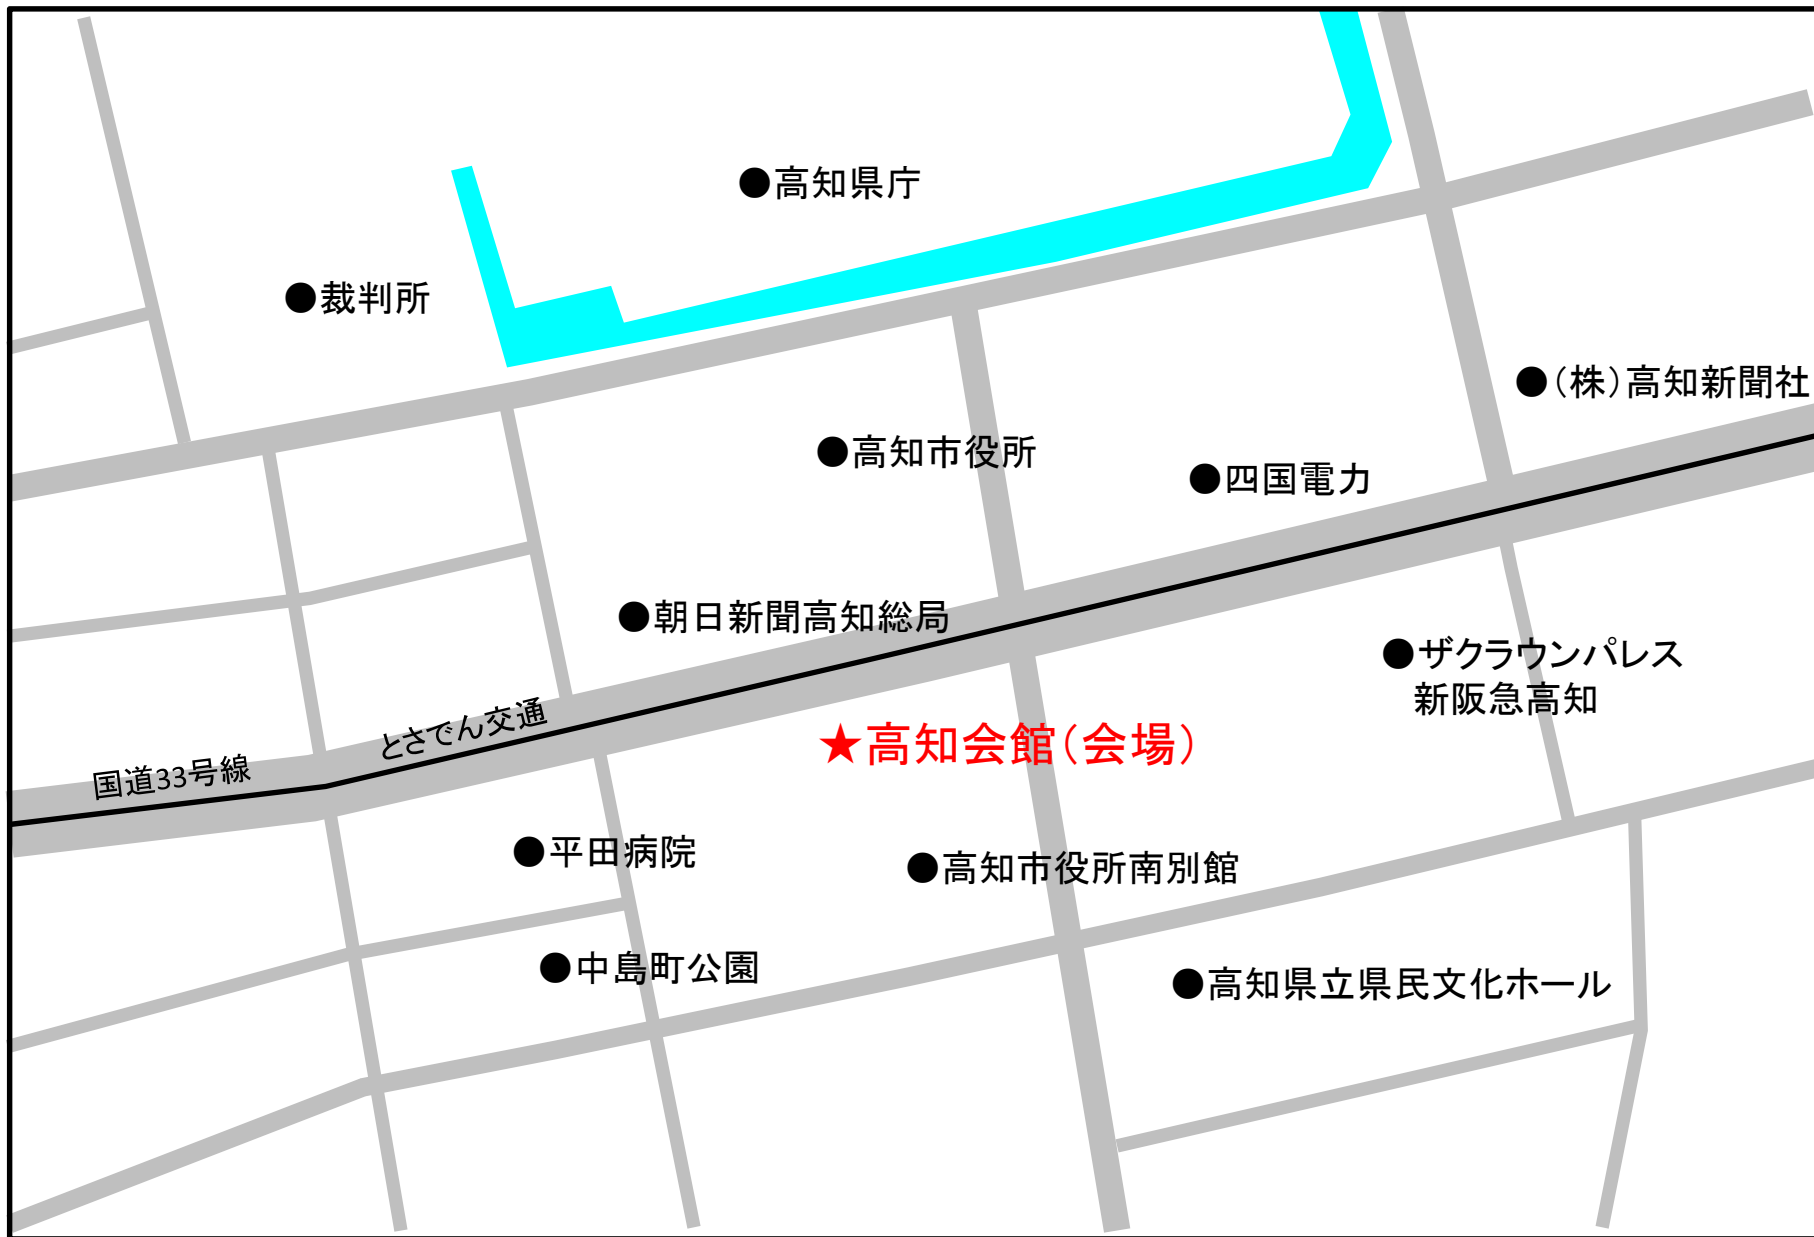 ●高知県庁
●裁判所
●(株)高知新聞社
●高知市役所
●四国電力
●朝日新聞高知総局
●ザクラウンパレス
新阪急高知
とさでん交通
★高知会館(会場)
国道33号線
●平田病院
●高知市役所南別館
●中島町公園
●高知県立県民文化ホール